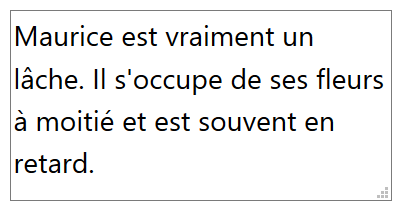 Maurice est vraiment un
lâche. Il s'occupe de ses fleurs
à moitié et est souvent en
retard.